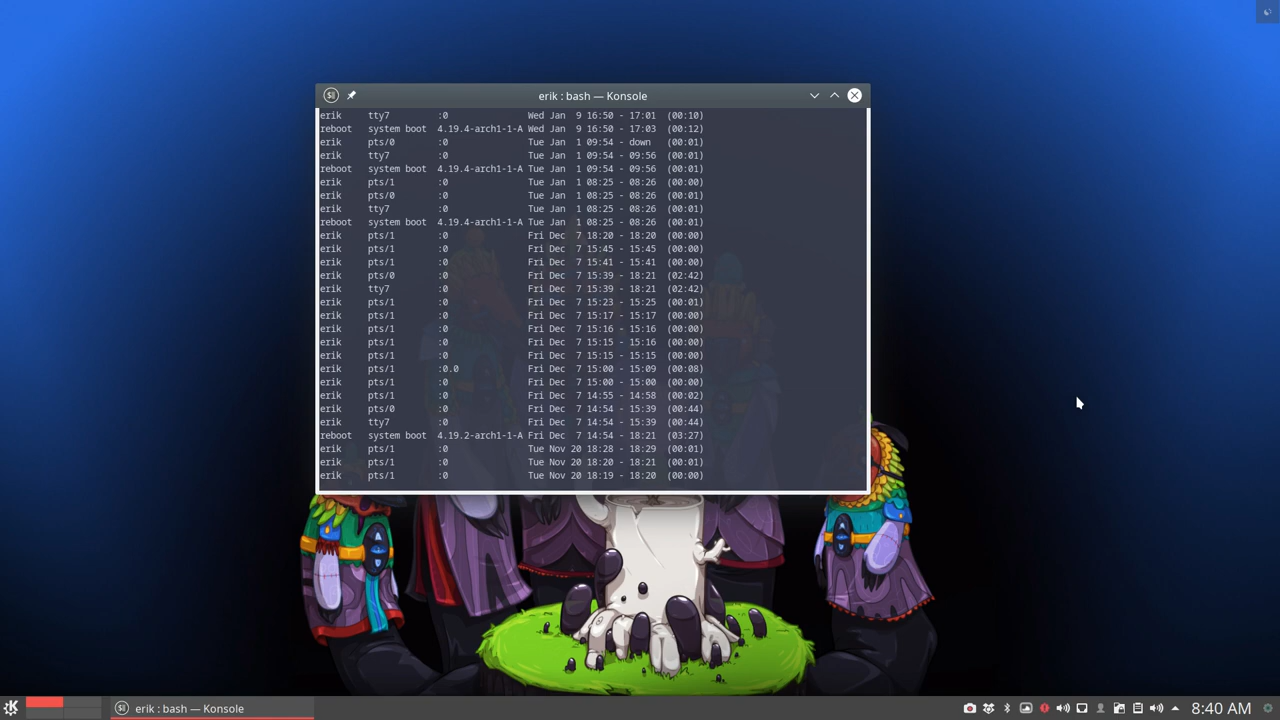 erik : bash — Konsole
erik     tty7         :0               Wed Jan  9 16:50 - 17:01  (00:10)
reboot   system boot  4.19.4-arch1-1-A Wed Jan  9 16:50 - 17:03  (00:12)
erik     pts/0        :0               Tue Jan  1 09:54 - down   (00:01)
erik     tty7         :0               Tue Jan  1 09:54 - 09:56  (00:01)
reboot   system boot  4.19.4-arch1-1-A Tue Jan  1 09:54 - 09:56  (00:01)
erik     pts/1        :0               Tue Jan  1 08:25 - 08:26  (00:00)
erik     pts/0        :0               Tue Jan  1 08:25 - 08:26  (00:01)
erik     tty7         :0               Tue Jan  1 08:25 - 08:26  (00:01)
reboot   system boot  4.19.4-arch1-1-A Tue Jan  1 08:25 - 08:26  (00:01)
erik     pts/1        :0               Fri Dec  7 18:20 - 18:20  (00:00)
erik     pts/1        :0               Fri Dec  7 15:45 - 15:45  (00:00)
erik     pts/1        :0               Fri Dec  7 15:41 - 15:41  (00:00)
erik     pts/0        :0               Fri Dec  7 15:39 - 18:21  (02:42)
erik     tty7         :0               Fri Dec  7 15:39 - 18:21  (02:42)
erik     pts/1        :0               Fri Dec  7 15:23 - 15:25  (00:01)
erik     pts/1        :0               Fri Dec  7 15:17 - 15:17  (00:00)
erik     pts/1        :0               Fri Dec  7 15:16 - 15:16  (00:00)
erik     pts/1        :0               Fri Dec  7 15:15 - 15:16  (00:00)
erik     pts/1        :0               Fri Dec  7 15:15 - 15:15  (00:00)
erik     pts/1        :0.0             Fri Dec  7 15:00 - 15:09  (00:08)
erik     pts/1        :0               Fri Dec  7 15:00 - 15:00  (00:00)
erik     pts/1        :0               Fri Dec  7 14:55 - 14:58  (00:02)
erik     pts/0        :0               Fri Dec  7 14:54 - 15:39  (00:44)
erik     tty7         :0               Fri Dec  7 14:54 - 15:39  (00:44)
reboot   system boot  4.19.2-arch1-1-A Fri Dec  7 14:54 - 18:21  (03:27)
erik     pts/1        :0               Tue Nov 20 18:28 - 18:29  (00:01)
erik     pts/1        :0               Tue Nov 20 18:20 - 18:21  (00:01)
erik     pts/1        :0               Tue Nov 20 18:19 - 18:20  (00:00)
erik : bash — Konsole
8:40 AM